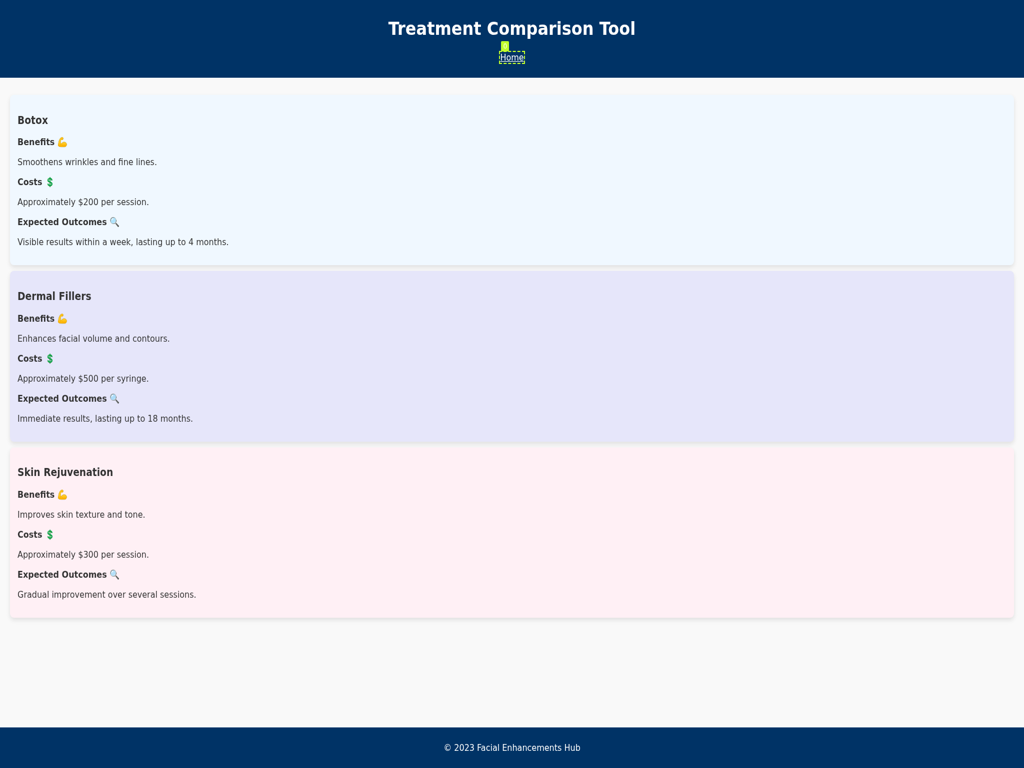 Treatment Comparison Tool
Home
Botox
Benefits 💪
Smoothens wrinkles and fine lines.
Costs 💲
Approximately $200 per session.
Expected Outcomes 🔍
Visible results within a week, lasting up to 4 months.
Dermal Fillers
Benefits 💪
Enhances facial volume and contours.
Costs 💲
Approximately $500 per syringe.
Expected Outcomes 🔍
Immediate results, lasting up to 18 months.
Skin Rejuvenation
Benefits 💪
Improves skin texture and tone.
Costs 💲
Approximately $300 per session.
Expected Outcomes 🔍
Gradual improvement over several sessions.
© 2023 Facial Enhancements Hub